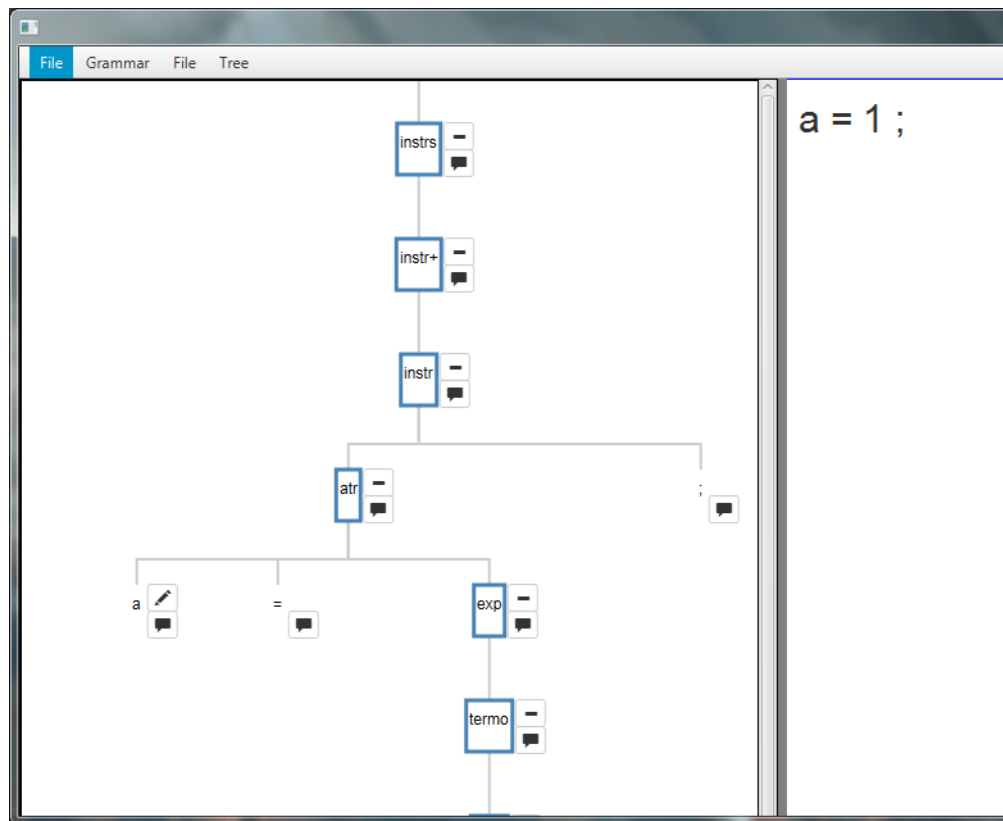 File Grammar File Tree
a = 1 ;
instrs
instr+
instr
atr ;
a = exp
termo